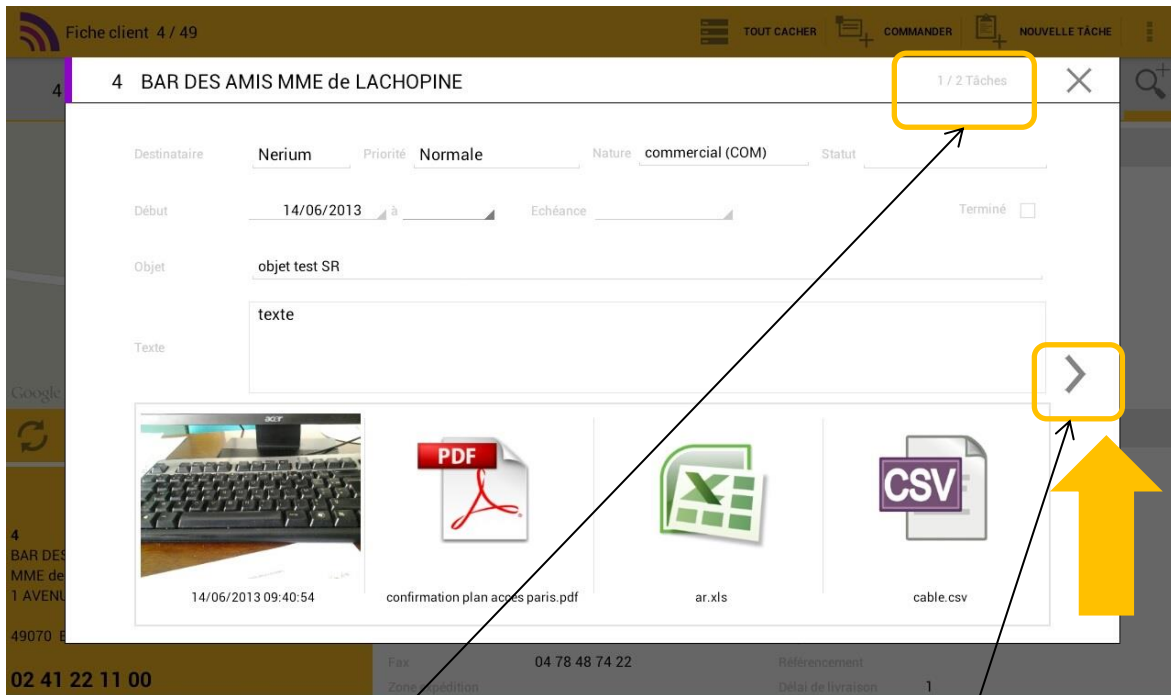 Fiche client 4 / 49
TOUT CACHER
COMMANDER
NOUVELLE TÂCHE
4
4 BAR DES AMIS MME de LACHOPINE
1 / 2 Tâches
Destinataire Nerium Priorité Normale Nature commercial (COM) Statut
Début 14/06/2013 à Echéance Terminé
Objet objet test SR
texte
Texte
Google
acer
PDF
CSV
14/06/2013 09:40:54 confirmation plan accès paris.pdf ar.xls cable.csv
4
BAR DES
MME de
1 AVENU
49070
Fax 04 78 48 74 22 Référencement
02 41 22 11 00
Zone expédition Délai de livraison 1